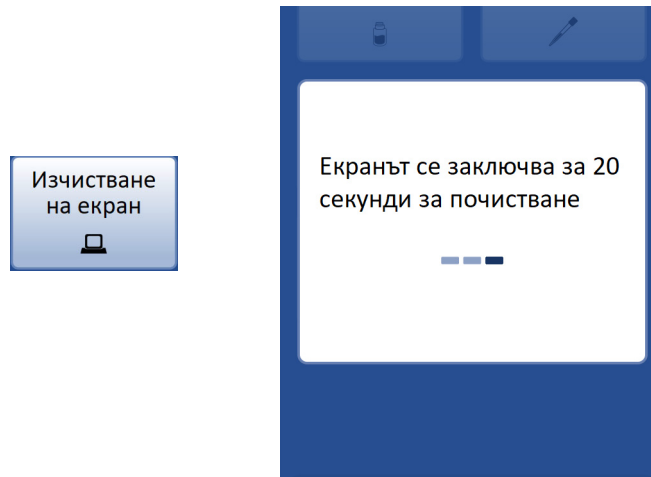 Изчистване
на екран
Екранът се заключва за 20
секунди за почистване